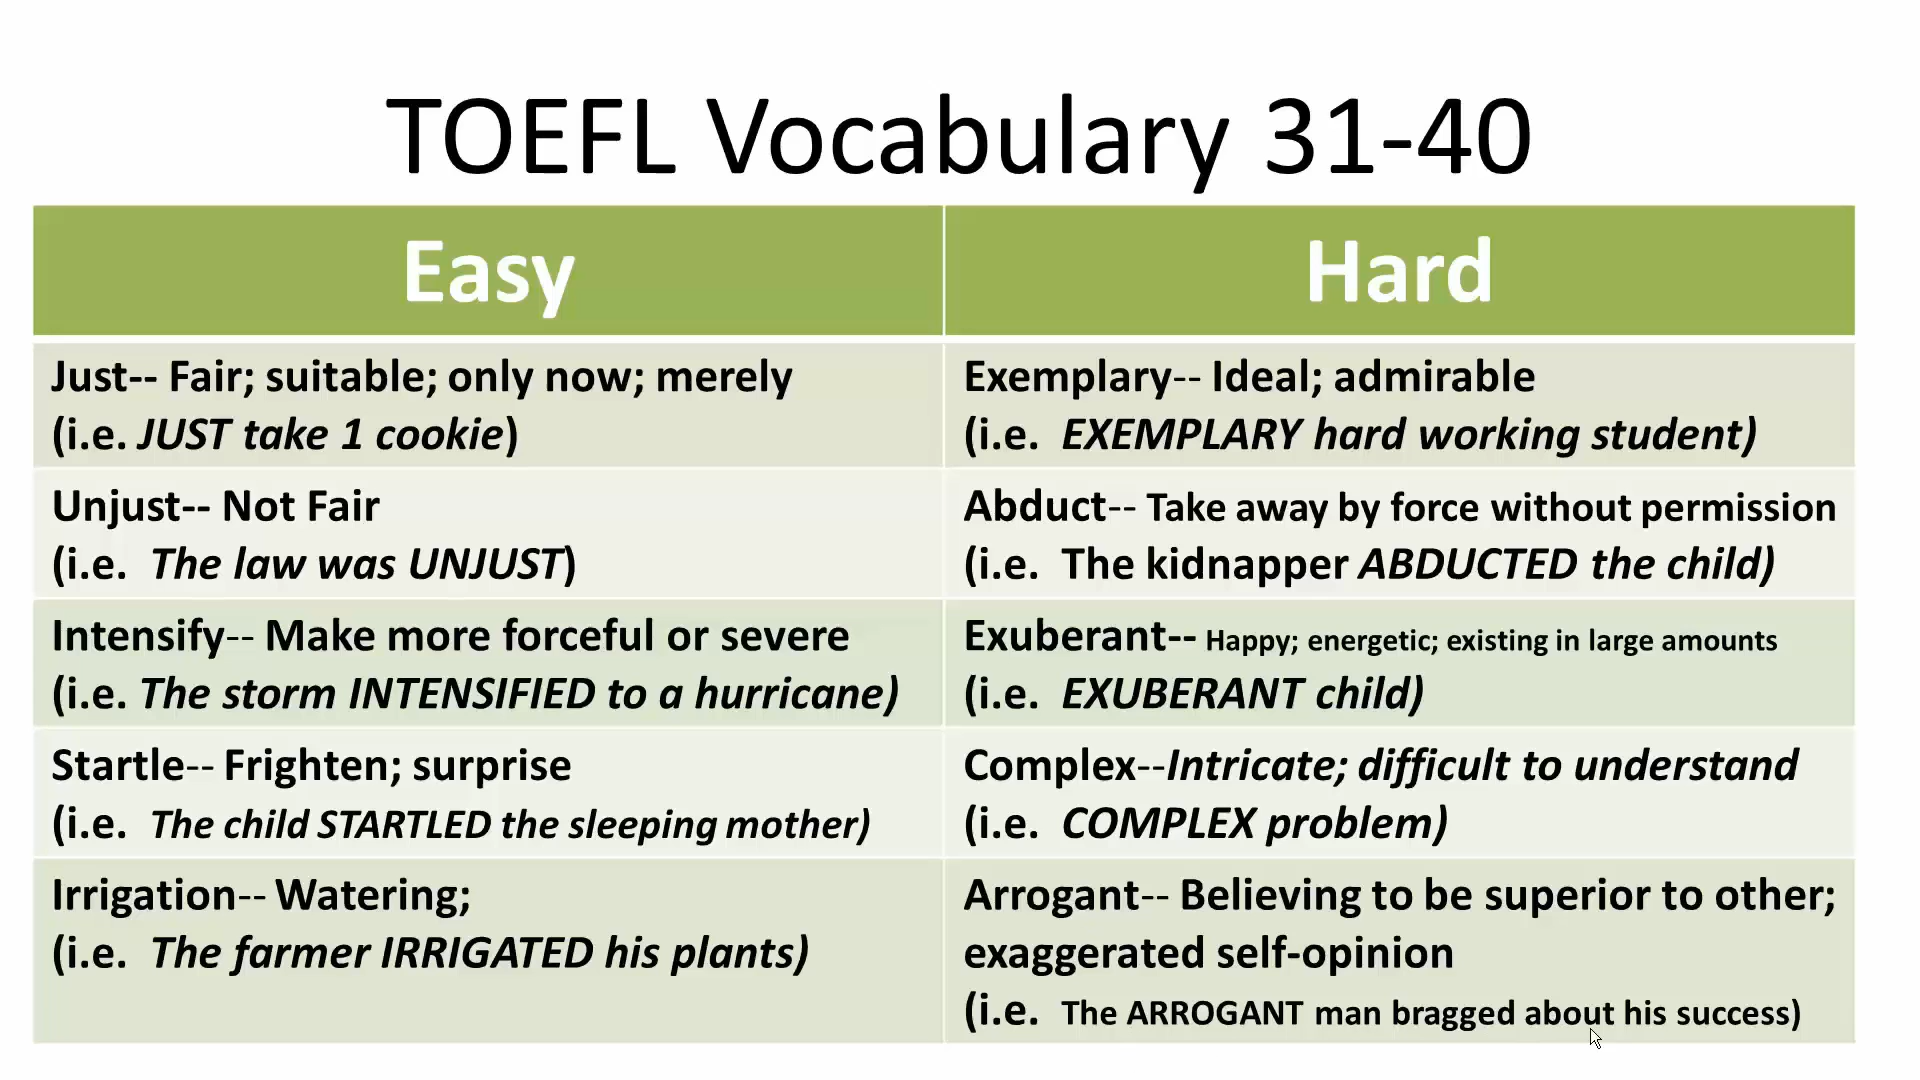 TOEFL Vocabulary 31-40
Easy
Hard
Just-- Fair; suitable; only now; merely
(i.e. JUST take 1 cookie)
Exemplary-- Ideal; admirable
(i.e. EXEMPLARY hard working student)
Unjust-- Not Fair
(i.e. The law was UNJUST)
Abduct-- Take away by force without permission
(i.e. The kidnapper ABDUCTED the child)
Intensify-- Make more forceful or severe
(i.e. The storm INTENSIFIED to a hurricane)
Exuberant-- Happy; energetic; existing in large amounts
(i.e. EXUBERANT child)
Startle-- Frighten; surprise
(i.e. The child STARTLED the sleeping mother)
Complex--Intricate; difficult to understand
(i.e. COMPLEX problem)
Irrigation-- Watering;
(i.e. The farmer IRRIGATED his plants)
Arrogant-- Believing to be superior to other;
exaggerated self-opinion
(i.e. The ARROGANT man bragged about his success)